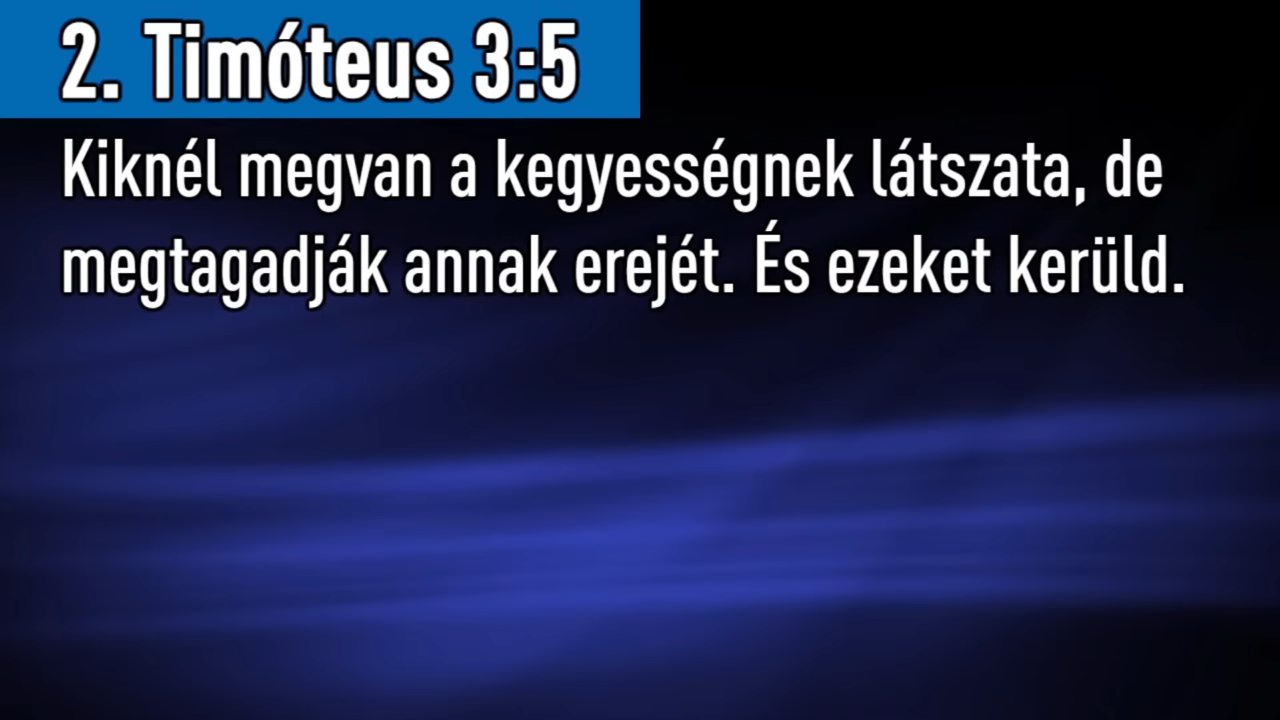 2. Timóteus 3:5
Kiknél megvan a kegyességnek látszata, de
megtagadják annak erejét. És ezeket kerüld.